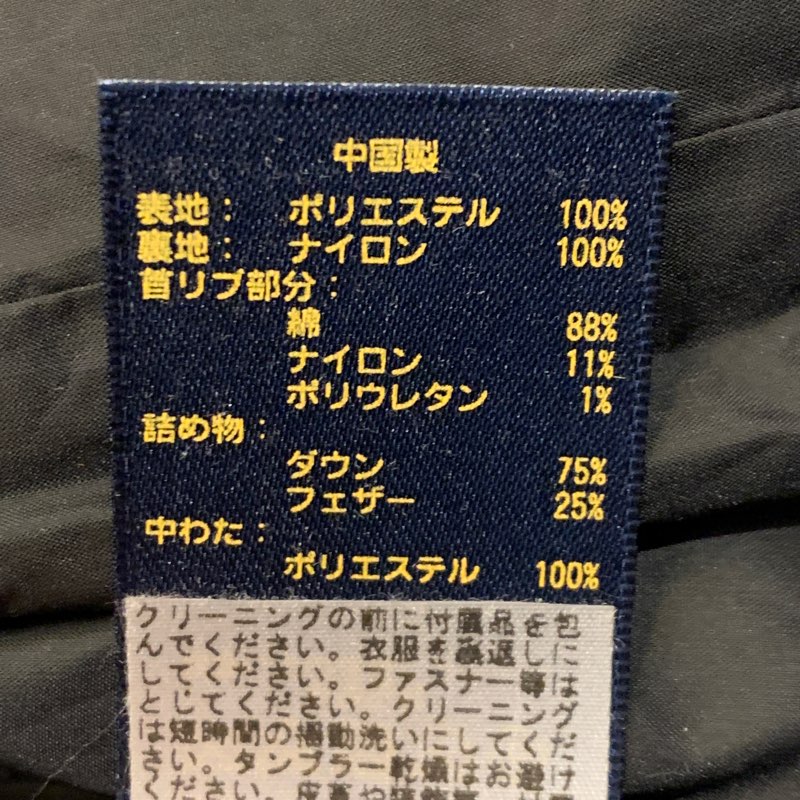 中国製
表地： ポリエステル 100%
裏地： ナイロン 100%
首リブ部分：
綿 88%
ナイロン 11%
ポリウレタン 1%
詰め物：
ダウン 75%
フェザー 25%
中わた：
ポリエステル 100%
クリーニングの前に付属品を包
んでください。衣服を裏返しに
してください。ファスナー等は
とじてください。クリーニング
は短時間の揺動洗いにしてくだ
さい。タンブラー乾燥はお避け
ください。皮革や